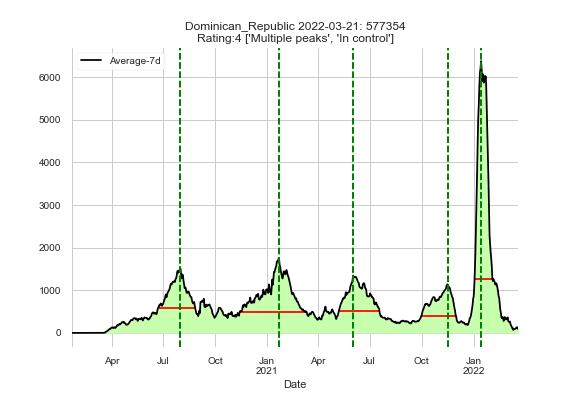 Dominican_Republic 2022-03-21: 577354
Rating:4 ['Multiple peaks', 'In control']
Average-7d
6000
5000
4000
3000
2000
1000
0
Apr Jul Oct Jan Apr Jul Oct Jan
2021 2022
Date